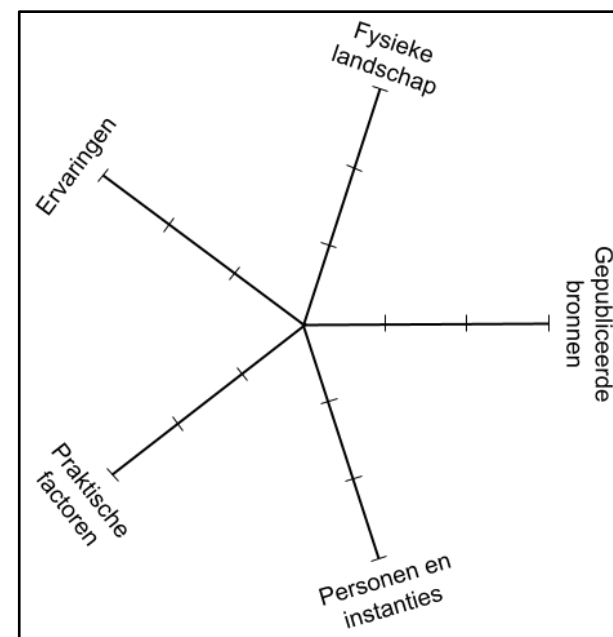 Fysieke
landschap
Ervaringen
Gepubliceerde
bronnen
Praktische
factoren
Personen en
instanties